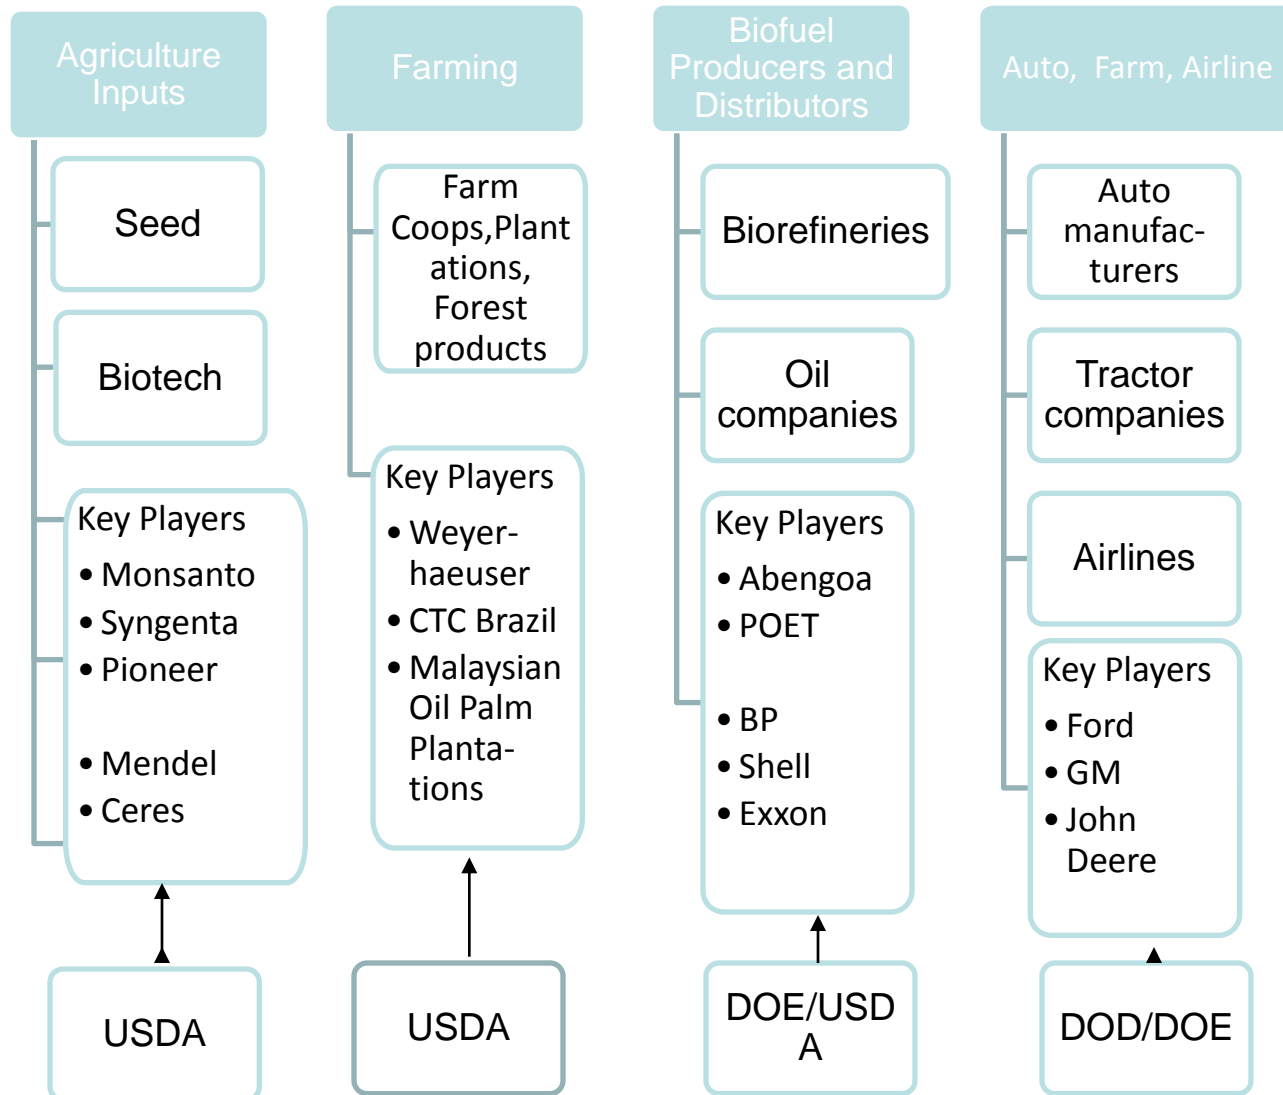 Agriculture
Inputs
Seed
Biotech
Key Players
• Monsanto
• Syngenta
• Pioneer
• Mendel
• Ceres
USDA
Farming
Farm
Coops,Plant
ations,
Forest
products
Key Players
• Weyer-
haeuser
• CTC Brazil
• Malaysian
Oil Palm
Planta-
tions
USDA
Biofuel
Producers and
Distributors
Biorefineries
Oil
companies
Key Players
• Abengoa
• POET
• BP
• Shell
• Exxon
DOE/USD
A
Auto, Farm, Airline
Auto
manufac-
turers
Tractor
companies
Airlines
Key Players
• Ford
• GM
• John
Deere
DOD/DOE